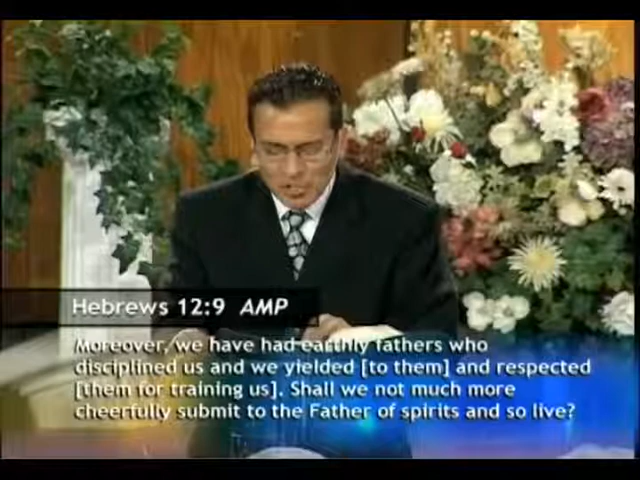 Hebrews 12:9 AMP
Moreover, we have had earthly fathers who
disciplined us and we yielded [to them] and respected
[them for training us]. Shall we not much more
cheerfully submit to the Father of spirits and so live?